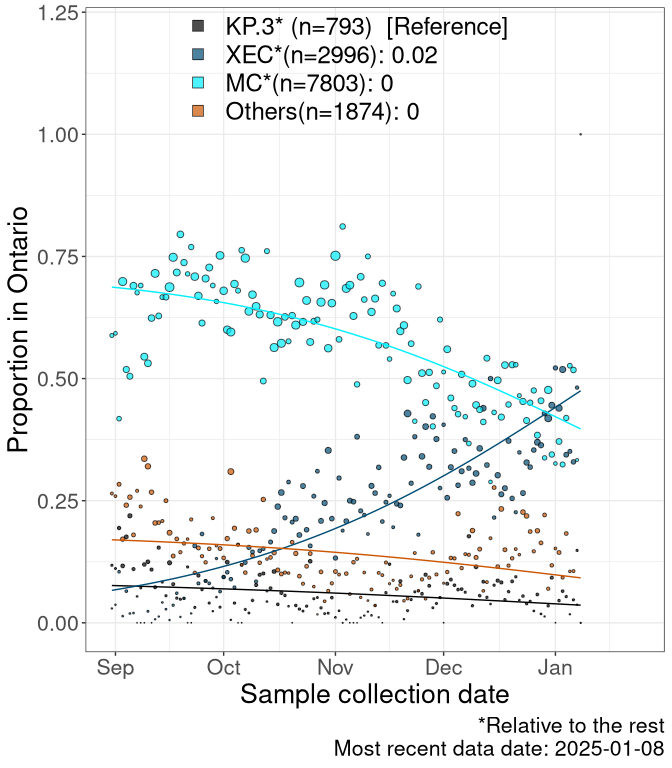 1.25
KP.3* (n=793)  [Reference]
XEC*(n=2996): 0.02
MC*(n=7803): 0
Others(n=1874): 0
1.00
0.75
0.50
0.25
0.00
Proportion in Ontario
Sep Oct Nov Dec Jan
Sample collection date
*Relative to the rest
Most recent data date: 2025-01-08